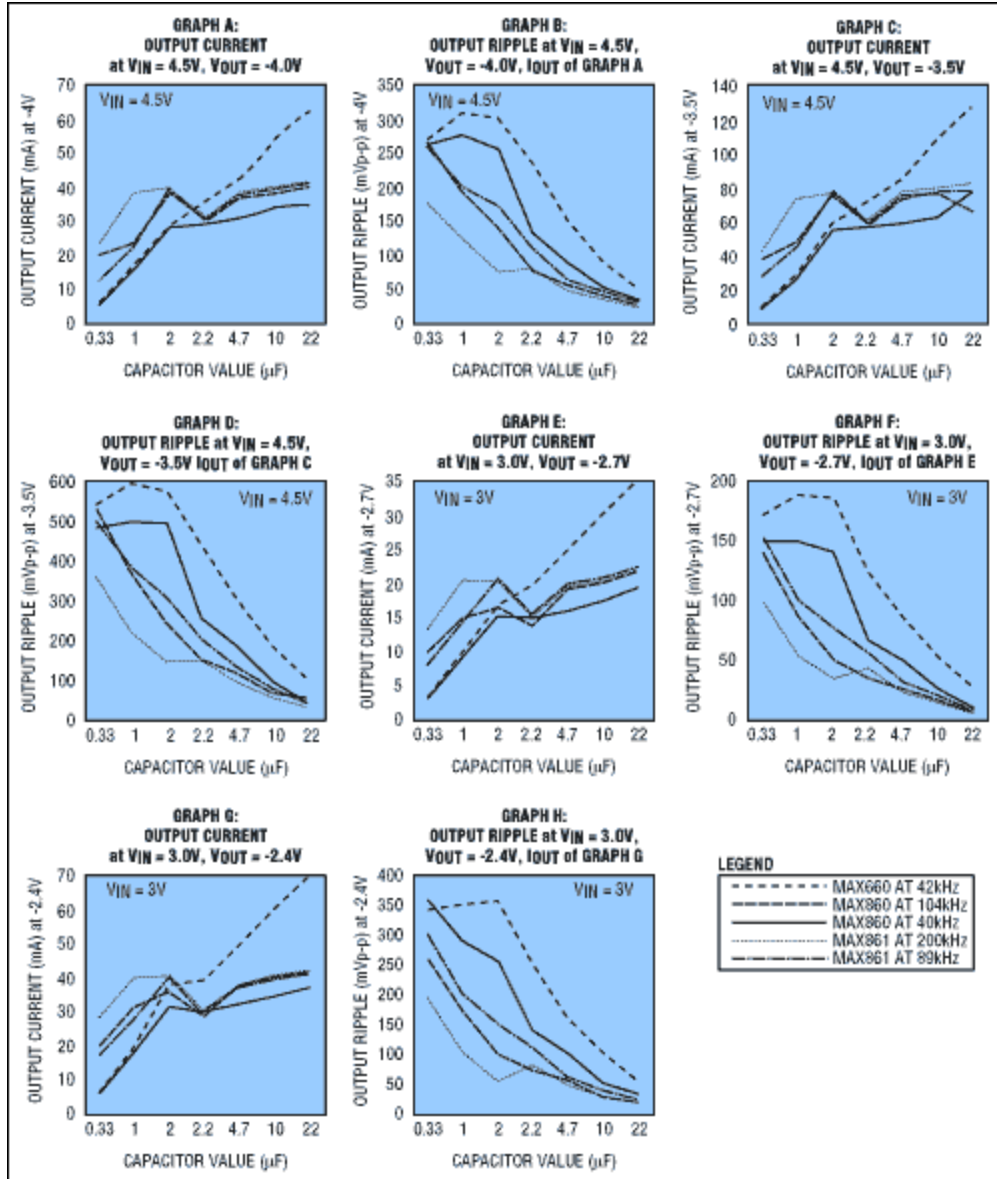 GRAPH A:
OUTPUT CURRENT
at VIN = 4.5V, VOUT = -4.0V
OUTPUT CURRENT (mA) at -4V
VIN = 4.5V
70
60
50
40
30
20
10
0
0.33 1 2 2.2 4.7 10 22
CAPACITOR VALUE (μF)
GRAPH B:
OUTPUT RIPPLE at VIN = 4.5V,
VOUT = -4.0V, IOUT of GRAPH A
OUTPUT RIPPLE (mVp-p) at -4V
VIN = 4.5V
350
300
250
200
150
100
50
0
0.33 1 2 2.2 4.7 10 22
CAPACITOR VALUE (μF)
GRAPH C:
OUTPUT CURRENT
at VIN = 4.5V, VOUT = -3.5V
OUTPUT CURRENT (mA) at -3.5V
VIN = 4.5V
140
120
100
80
60
40
20
0
0.33 1 2 2.2 4.7 10 22
CAPACITOR VALUE (μF)
GRAPH D:
OUTPUT RIPPLE at VIN = 4.5V,
VOUT = -3.5V IOUT of GRAPH C
OUTPUT RIPPLE (mVp-p) at -3.5V
VIN = 4.5V
600
500
400
300
200
100
0
0.33 1 2 2.2 4.7 10 22
CAPACITOR VALUE (μF)
GRAPH E:
OUTPUT CURRENT
at VIN = 3.0V, VOUT = -2.7V
OUTPUT CURRENT (mA) at -2.7V
VIN = 3V
35
30
25
20
15
10
5
0
0.33 1 2 2.2 4.7 10 22
CAPACITOR VALUE (μF)
GRAPH F:
OUTPUT RIPPLE at VIN = 3.0V,
VOUT = -2.7V, IOUT of GRAPH E
OUTPUT RIPPLE (mVp-p) at -2.7V
VIN = 3V
200
150
100
50
0
0.33 1 2 2.2 4.7 10 22
CAPACITOR VALUE (μF)
GRAPH G:
OUTPUT CURRENT
at VIN = 3.0V, VOUT = -2.4V
OUTPUT CURRENT (mA) at -2.4V
VIN = 3V
70
60
50
40
30
20
10
0
0.33 1 2 2.2 4.7 10 22
CAPACITOR VALUE (μF)
GRAPH H:
OUTPUT RIPPLE at VIN = 3.0V,
VOUT = -2.4V, IOUT of GRAPH G
OUTPUT RIPPLE (mVp-p) at -2.4V
VIN = 3V
400
350
300
250
200
150
100
50
0
0.33 1 2 2.2 4.7 10 22
CAPACITOR VALUE (μF)
LEGEND
MAX660 AT 42kHz
MAX860 AT 104kHz
MAX860 AT 40kHz
MAX861 AT 200kHz
MAX861 AT 89kHz